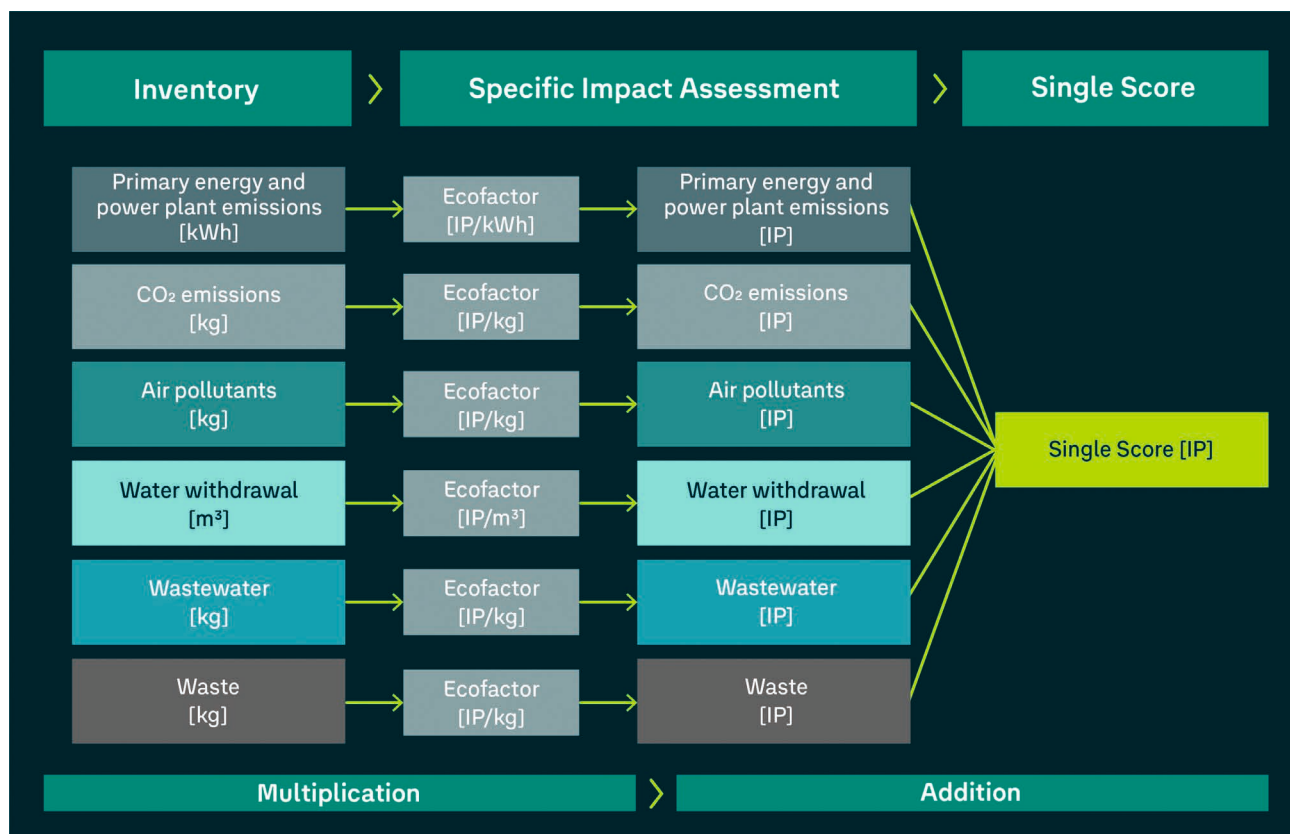 Inventory
Specific Impact Assessment
Single Score
Primary energy and
power plant emissions
[kWh]
Ecofactor
[IP/kWh]
Primary energy and
power plant emissions
[IP]
CO₂ emissions
[kg]
Ecofactor
[IP/kg]
CO₂ emissions
[IP]
Air pollutants
[kg]
Ecofactor
[IP/kg]
Air pollutants
[IP]
Single Score [IP]
Water withdrawal
[m³]
Ecofactor
[IP/m³]
Water withdrawal
[IP]
Wastewater
[kg]
Ecofactor
[IP/kg]
Wastewater
[IP]
Waste
[kg]
Ecofactor
[IP/kg]
Waste
[IP]
Multiplication
Addition